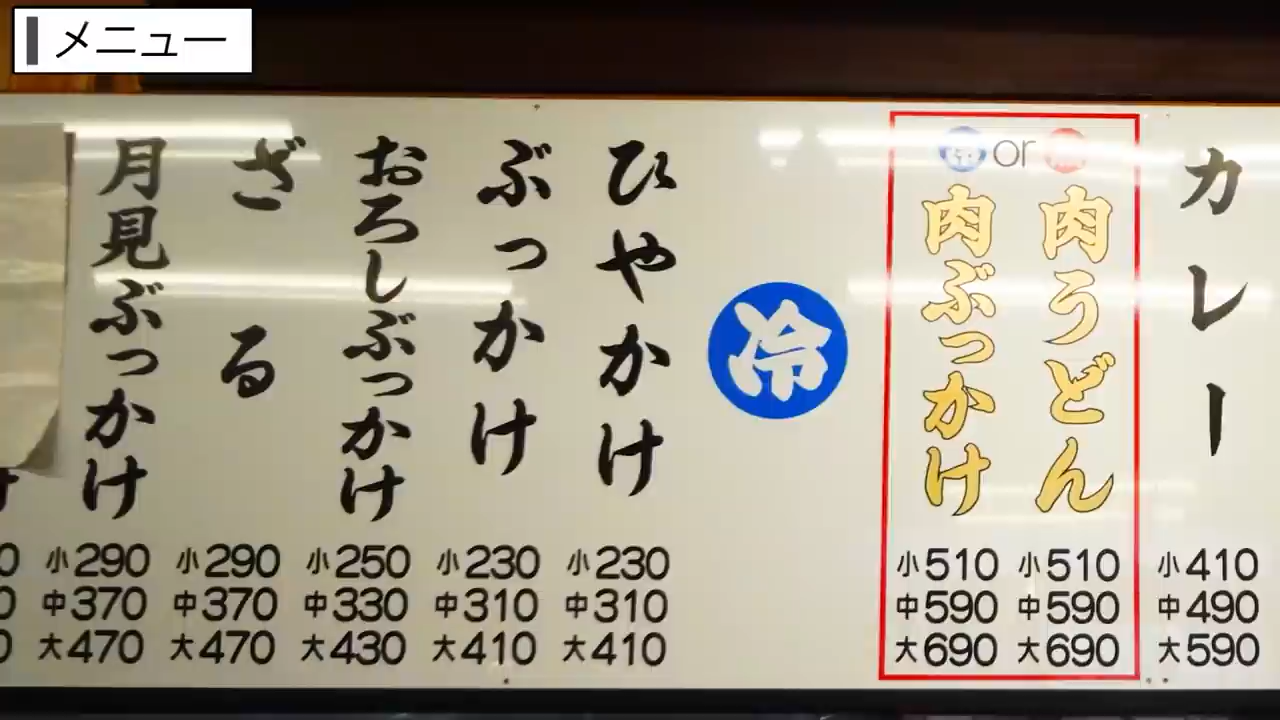 メニュー
カレー
小410
中490
大590
冷or温
肉うどん
小510
中590
大690
肉ぶっかけ
小510
中590
大690
冷
ひやかけ
小230
中310
大410
ぶっかけ
小230
中310
大410
おろしぶっかけ
小250
中330
大430
ざる
小290
中370
大470
月見ぶっかけ
小290
中370
大470